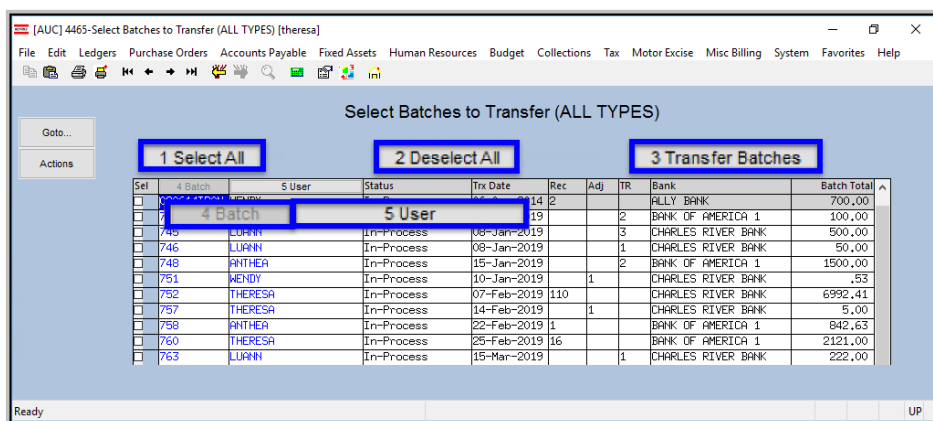 [AUC] 4465-Select Batches to Transfer (ALL TYPES) [theresa]
File Edit Ledgers Purchase Orders Accounts Payable Fixed Assets Human Resources Budget Collections Tax Motor Excise Misc Billing System Favorites Help
Select Batches to Transfer (ALL TYPES)
Goto...
Actions
1 Select All 2 Deselect All 3 Transfer Batches
Sel 4 Batch 5 User Status Trx Date Rec Adj TR Bank Batch Total
2014 2 ALLY BANK 700.00
4 Batch 5 User 2 BANK OF AMERICA 1 100.00
745 LUANN In-Process 08-Jan-2019 3 CHARLES RIVER BANK 500.00
746 LUANN In-Process 08-Jan-2019 1 CHARLES RIVER BANK 50.00
748 ANTHEA In-Process 15-Jan-2019 2 BANK OF AMERICA 1 1500.00
751 WENDY In-Process 10-Jan-2019 1 CHARLES RIVER BANK .53
752 THERESA In-Process 07-Feb-2019 110 CHARLES RIVER BANK 6992.41
757 THERESA In-Process 14-Feb-2019 1 CHARLES RIVER BANK 5.00
758 ANTHEA In-Process 22-Feb-2019 1 BANK OF AMERICA 1 842.63
760 THERESA In-Process 25-Feb-2019 16 BANK OF AMERICA 1 2121.00
763 LUANN In-Process 15-Mar-2019 1 CHARLES RIVER BANK 222.00
Ready UP